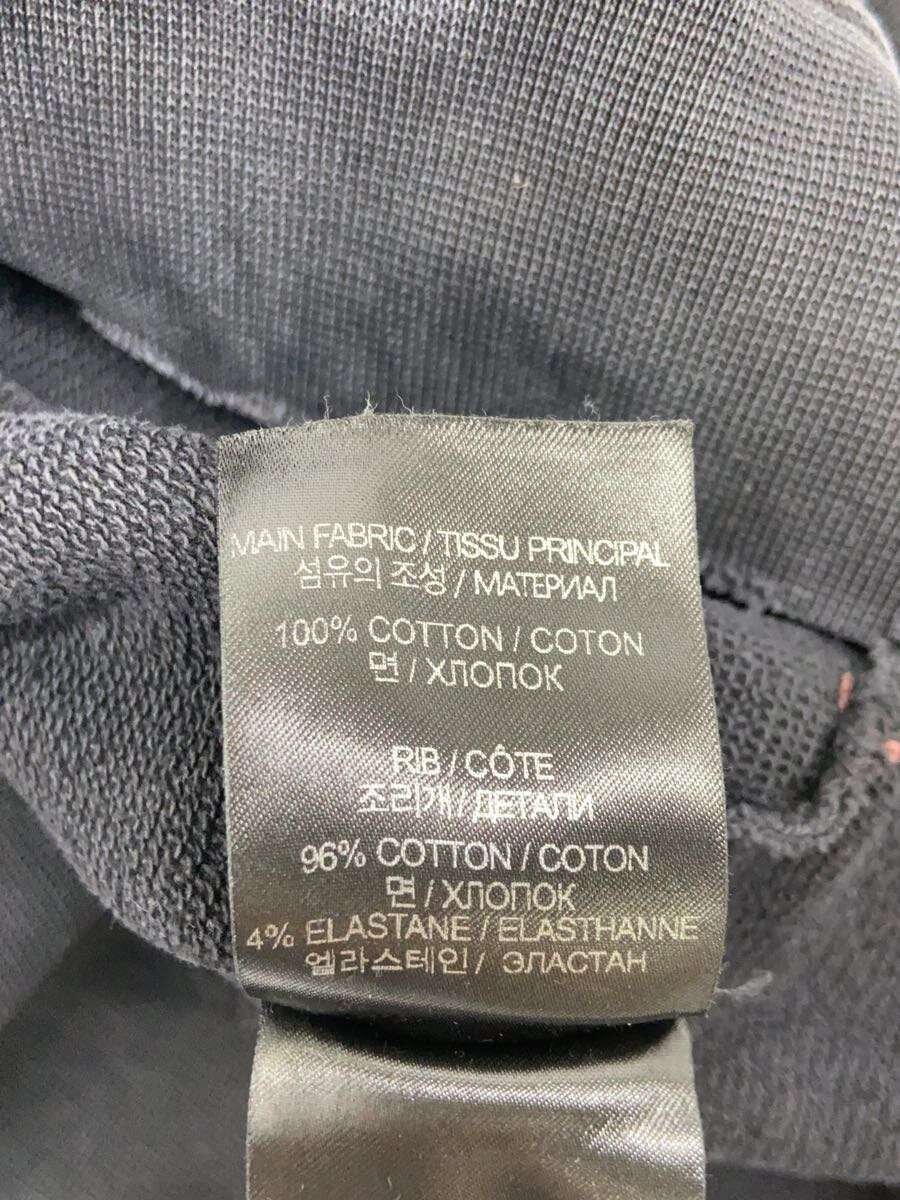 MAIN FABRIC / TISSU PRINCIPAL
섬유의 조성 / МАТЕРИАЛ
100% COTTON / COTON
면 / ХЛОПОК
RIB / CÔTE
조리개 / ДЕТАЛИ
96% COTTON / COTON
면 / ХЛОПОК
4% ELASTANE / ELASTHANNE
엘라스테인 / ЭЛАСТАН